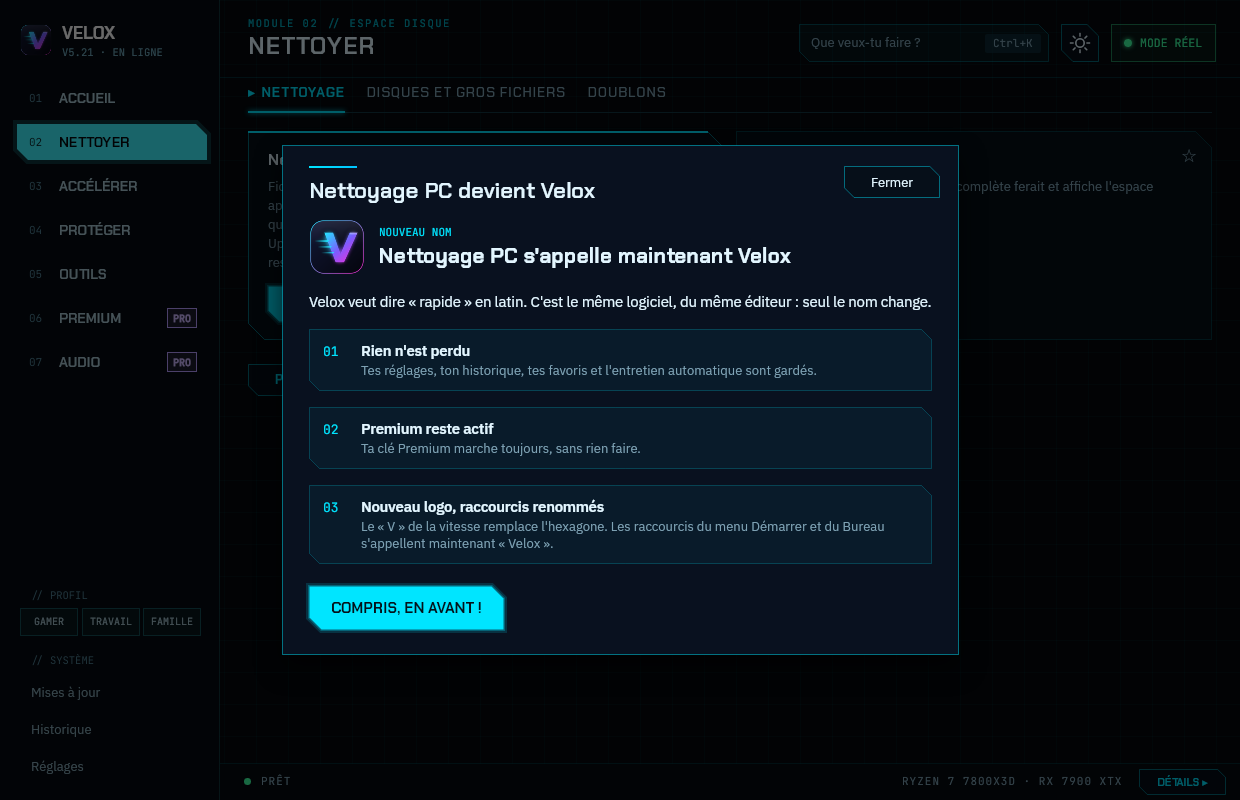 VELOX
V5.21 · EN LIGNE
01 ACCUEIL
02 NETTOYER
03 ACCÉLÉRER
04 PROTÉGER
05 OUTILS
06 PREMIUM PRO
07 AUDIO PRO
// PROFIL
GAMER TRAVAIL FAMILLE
// SYSTÈME
Mises à jour
Historique
Réglages
MODULE 02 // ESPACE DISQUE
NETTOYER
Que veux-tu faire ? Ctrl+K
MODE RÉEL
▸ NETTOYAGE DISQUES ET GROS FICHIERS DOUBLONS
complète ferait et affiche l'espace
Nettoyage PC devient Velox
Fermer
NOUVEAU NOM
Nettoyage PC s'appelle maintenant Velox
Velox veut dire « rapide » en latin. C'est le même logiciel, du même éditeur : seul le nom change.
01 Rien n'est perdu
Tes réglages, ton historique, tes favoris et l'entretien automatique sont gardés.
02 Premium reste actif
Ta clé Premium marche toujours, sans rien faire.
03 Nouveau logo, raccourcis renommés
Le « V » de la vitesse remplace l'hexagone. Les raccourcis du menu Démarrer et du Bureau
s'appellent maintenant « Velox ».
COMPRIS, EN AVANT !
PRÊT
RYZEN 7 7800X3D · RX 7900 XTX
DÉTAILS ▸